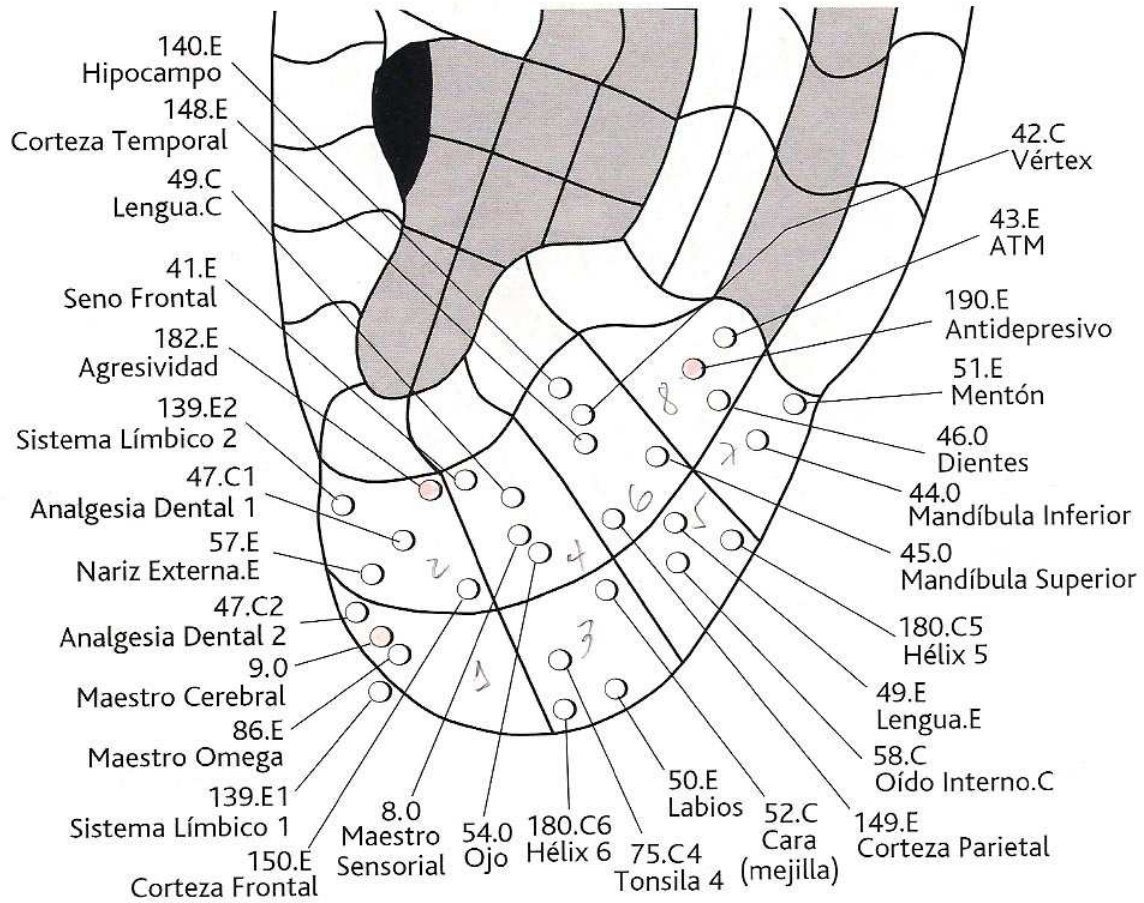 140.E
Hipocampo
148.E
Corteza Temporal
49.C
Lengua.C
41.E
Seno Frontal
182.E
Agresividad
139.E2
Sistema Límbico 2
47.C1
Analgesia Dental 1
57.E
Nariz Externa.E
47.C2
Analgesia Dental 2
9.0
Maestro Cerebral
86.E
Maestro Omega
139.E1
Sistema Límbico 1
150.E
Corteza Frontal
8.0
Maestro
Sensorial
54.0
Ojo
180.C6
Hélix 6
75.C4
Tonsila 4
50.E
Labios
52.C
Cara
(mejilla)
42.C
Vértex
43.E
ATM
190.E
Antidepresivo
51.E
Mentón
46.0
Dientes
44.0
Mandíbula Inferior
45.0
Mandíbula Superior
180.C5
Hélix 5
49.E
Lengua.E
58.C
Oído Interno.C
149.E
Corteza Parietal
8
7
6
5
4
2
3
1